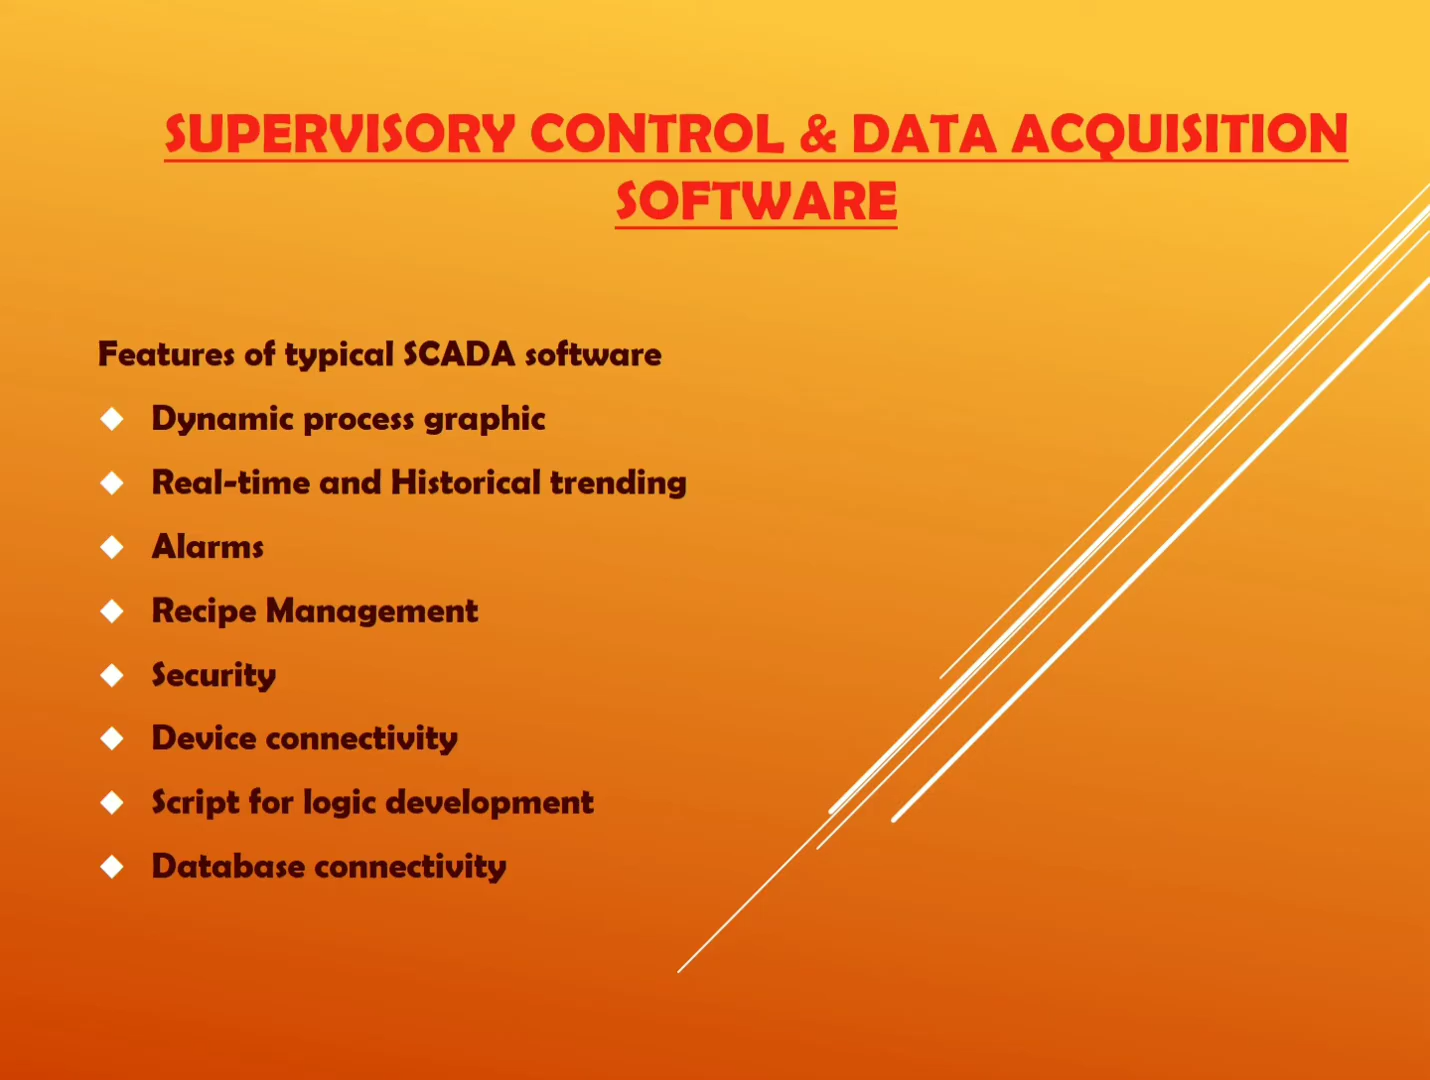 SUPERVISORY CONTROL & DATA ACQUISITION
SOFTWARE
Features of typical SCADA software
Dynamic process graphic
Real-time and Historical trending
Alarms
Recipe Management
Security
Device connectivity
Script for logic development
Database connectivity